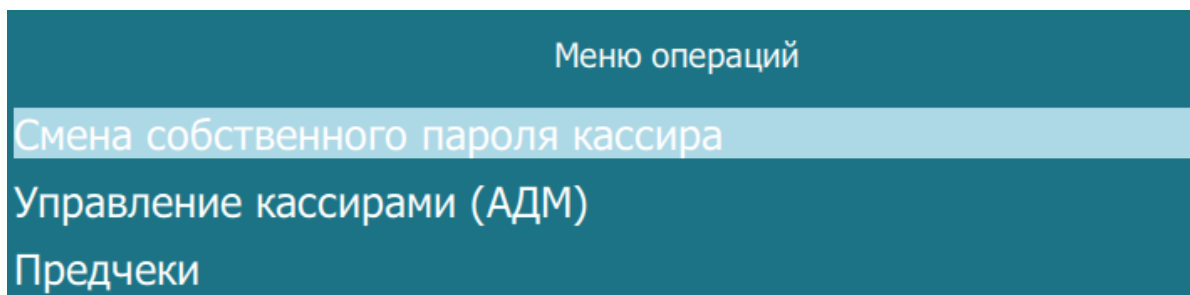 Меню операций
Смена собственного пароля кассира
Управление кассирами (АДМ)
Предчеки